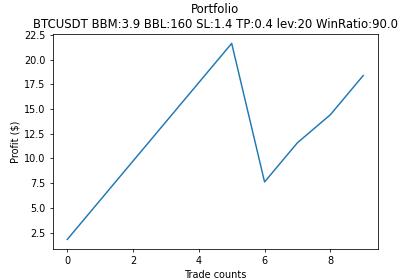 Portfolio
BTCUSDT BBM:3.9 BBL:160 SL:1.4 TP:0.4 lev:20 WinRatio:90.0
22.5
20.0
17.5
15.0
12.5
10.0
7.5
5.0
2.5
Profit ($)
0 2 4 6 8
Trade counts